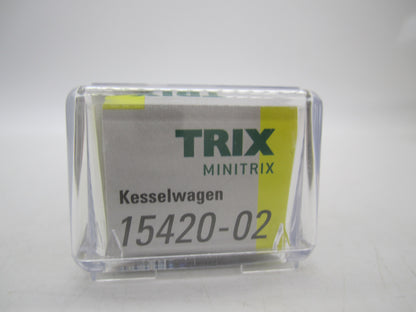 TRIX
MINITRIX
Kesselwagen
15420-02